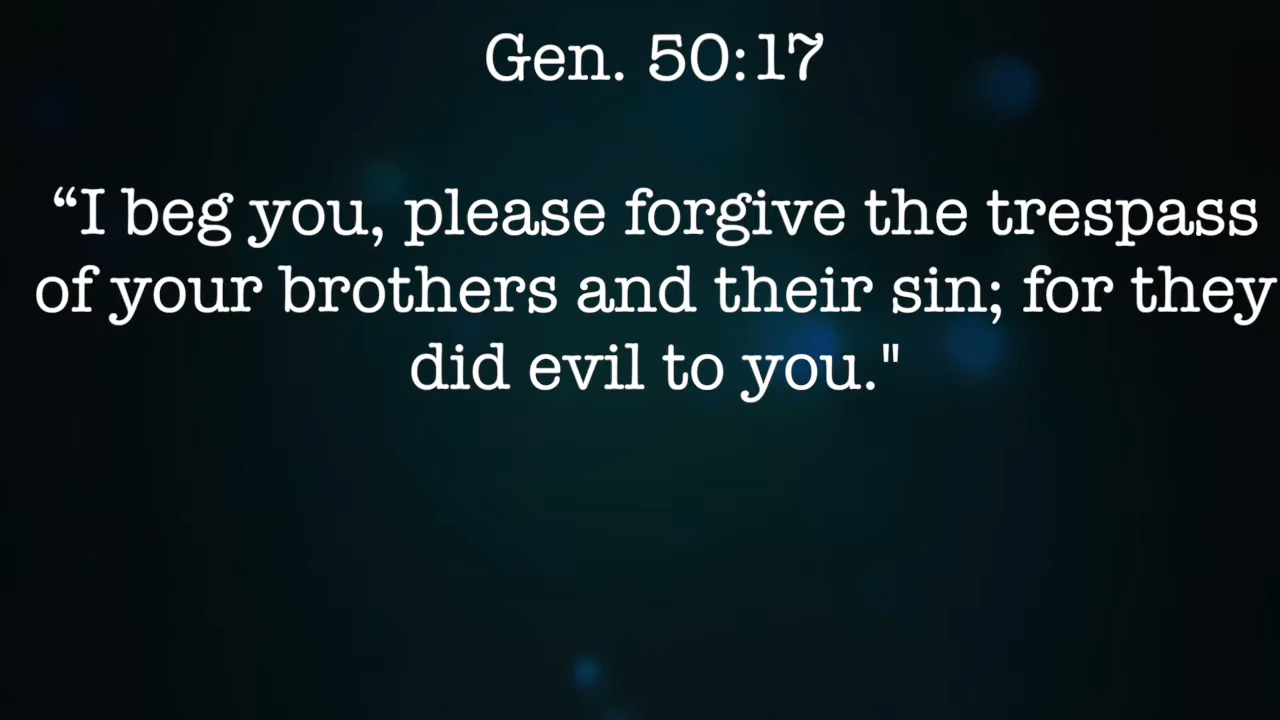 Gen. 50:17
“I beg you, please forgive the trespass
of your brothers and their sin; for they
did evil to you."